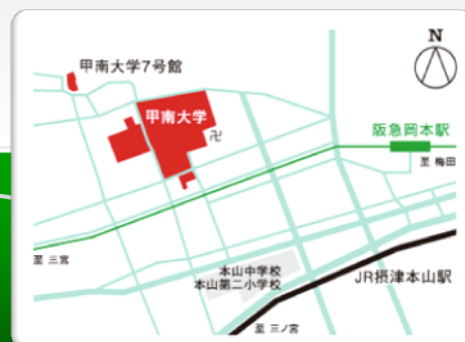 N
甲南大学7号館
甲南大学
卍
阪急岡本駅
至 梅田
至 三宮
本山中学校
本山第二小学校
JR摂津本山駅
至 三ノ宮